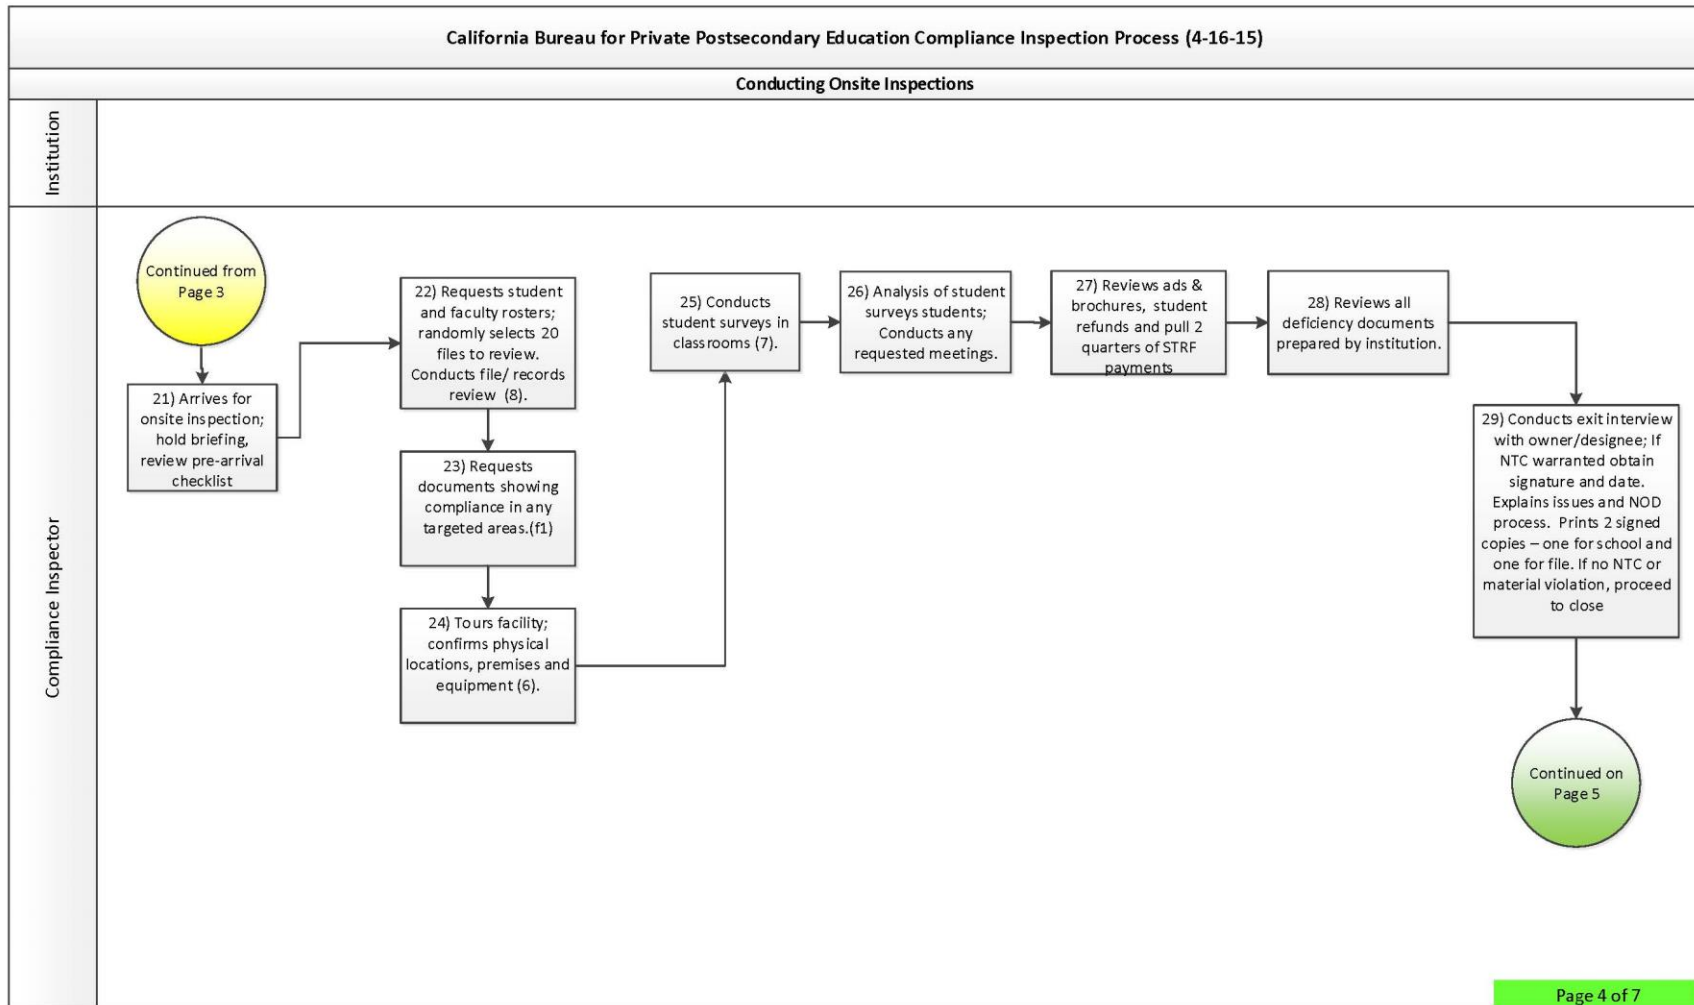 California Bureau for Private Postsecondary Education Compliance Inspection Process (4-16-15)
Conducting Onsite Inspections
Institution
Compliance Inspector
Continued from
Page 3
21) Arrives for
onsite inspection;
hold briefing,
review pre-arrival
checklist
22) Requests student
and faculty rosters;
randomly selects 20
files to review.
Conducts file/ records
review (8).
23) Requests
documents showing
compliance in any
targeted areas.(f1)
24) Tours facility;
confirms physical
locations, premises and
equipment (6).
25) Conducts
student surveys in
classrooms (7).
26) Analysis of student
surveys students;
Conducts any
requested meetings.
27) Reviews ads &
brochures, student
refunds and pull 2
quarters of STRF
payments
28) Reviews all
deficiency documents
prepared by institution.
29) Conducts exit interview
with owner/designee; If
NTC warranted obtain
signature and date.
Explains issues and NOD
process. Prints 2 signed
copies – one for school and
one for file. If no NTC or
material violation, proceed
to close
Continued on
Page 5
Page 4 of 7